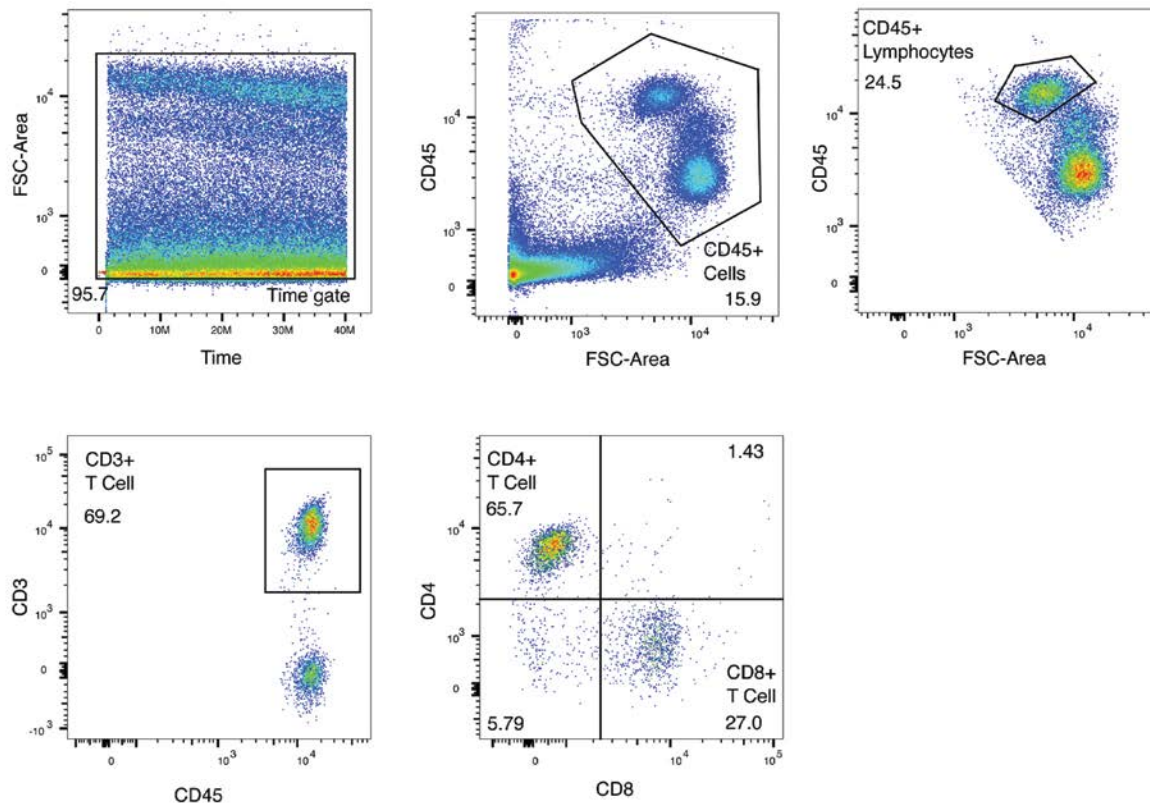 FSC-Area
10⁴
10³
0
95.7
Time gate
0
10M
20M
30M
40M
Time
CD45
10⁴
10³
0
CD45+
Cells
15.9
0
10³
10⁴
FSC-Area
CD45+
Lymphocytes
24.5
CD45
10⁴
10³
0
0
10³
10⁴
FSC-Area
CD3+
T Cell
69.2
CD3
10⁵
10⁴
10³
0
-10³
0
10³
10⁴
CD45
CD4+
T Cell
65.7
1.43
CD4
10⁴
10³
0
5.79
CD8+
T Cell
27.0
0
10⁴
10⁵
CD8